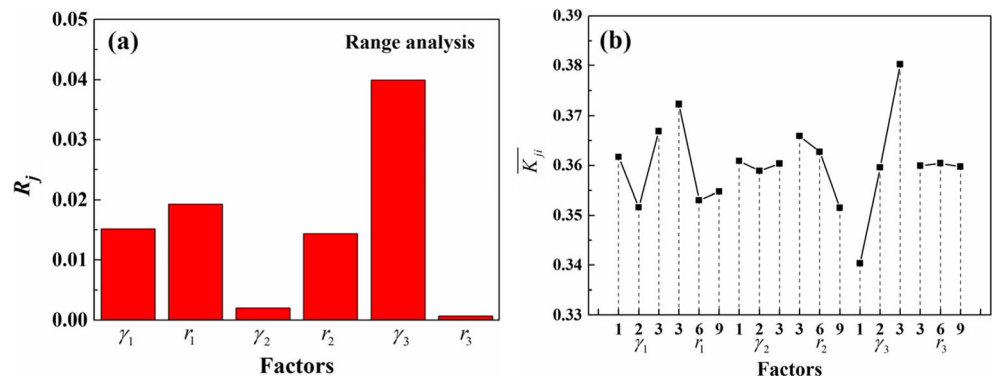 (a)
Range analysis
R_j
0.05
0.04
0.03
0.02
0.01
0.00
γ₁ r₁ γ₂ r₂ γ₃ r₃
Factors
(b)
K̅_ji
0.39
0.38
0.37
0.36
0.35
0.34
0.33
1 2 3 3 6 9 1 2 3 3 6 9 1 2 3 3 6 9
γ₁ r₁ γ₂ r₂ γ₃ r₃
Factors